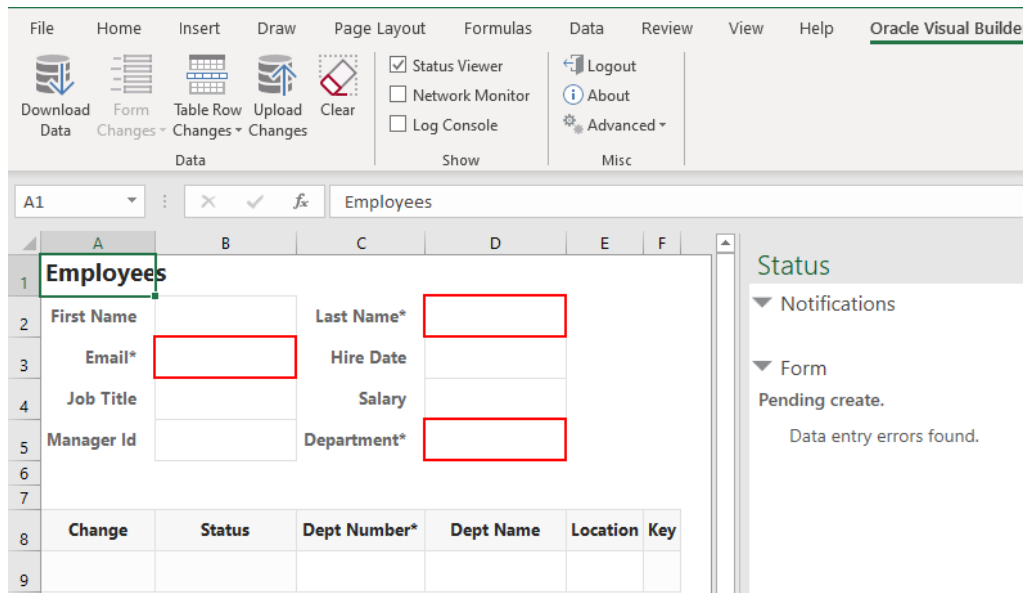 File Home Insert Draw Page Layout Formulas Data Review View Help Oracle Visual Builde
Download Data
Form Changes
Table Row Changes
Upload Changes
Clear
Status Viewer
Network Monitor
Log Console
Logout
About
Advanced
Data Show Misc
A1 fx Employees
A B C D E F
1 Employees
2 First Name Last Name*
3 Email* Hire Date
4 Job Title Salary
5 Manager Id Department*
6
7
8 Change Status Dept Number* Dept Name Location Key
9
Status
Notifications
Form
Pending create.
Data entry errors found.